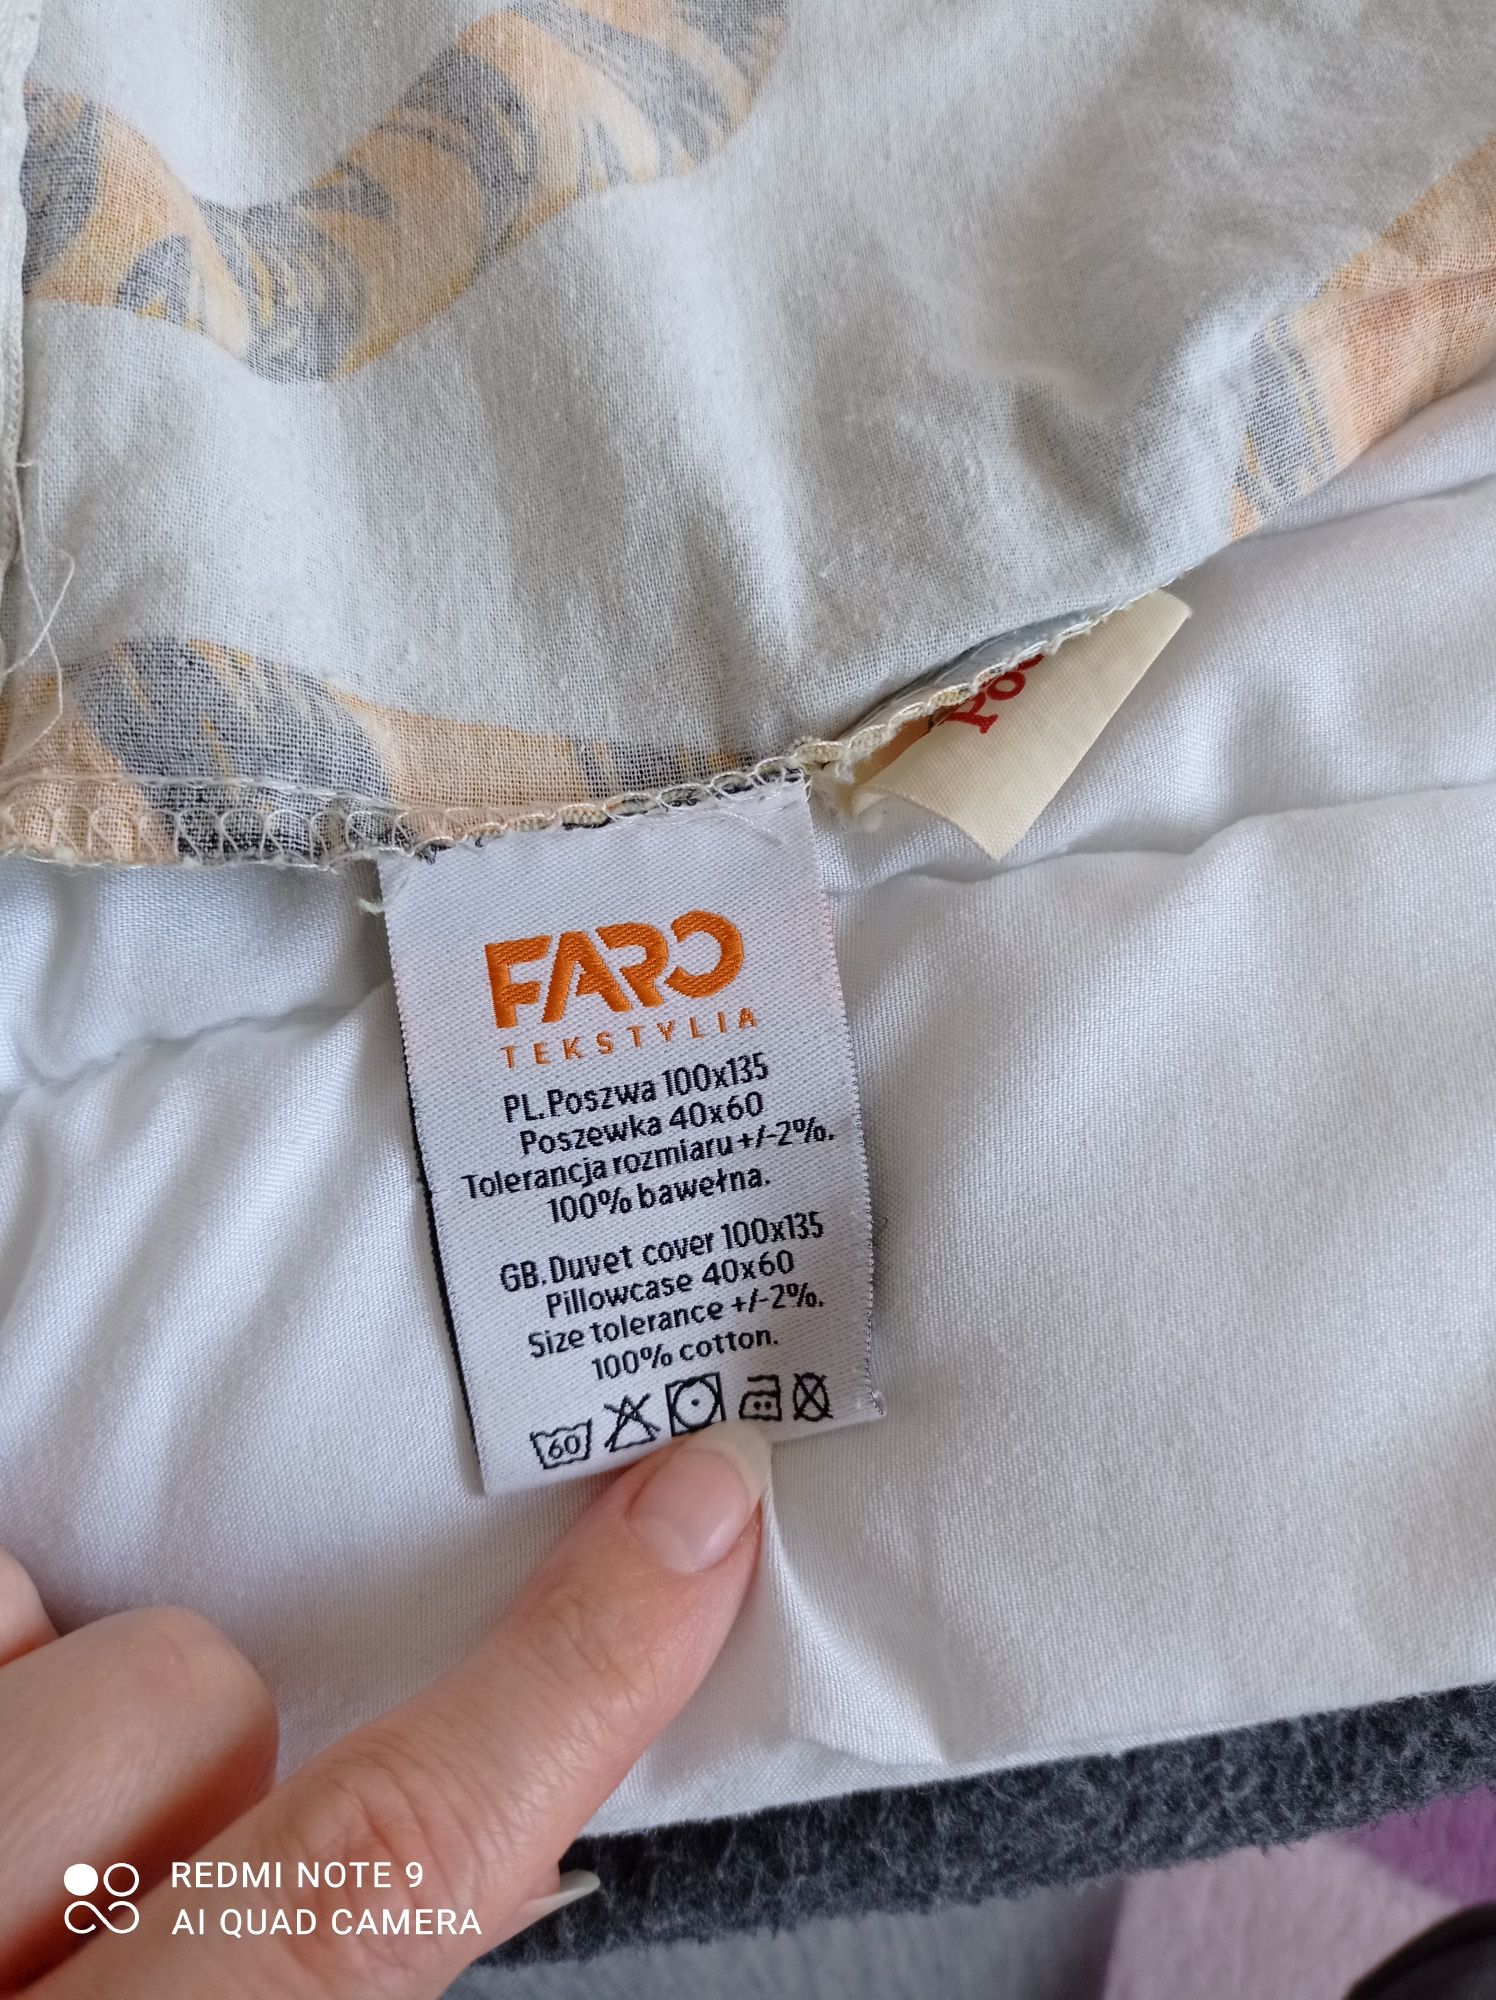 FARO
TEKSTYLIA
PL.Poszwa 100x135
Poszewka 40x60
Tolerancja rozmiaru +/-2%.
100% bawełna.
GB.Duvet cover 100x135
Pillowcase 40x60
Size tolerance +/-2%.
100% cotton.
60
REDMI NOTE 9
AI QUAD CAMERA